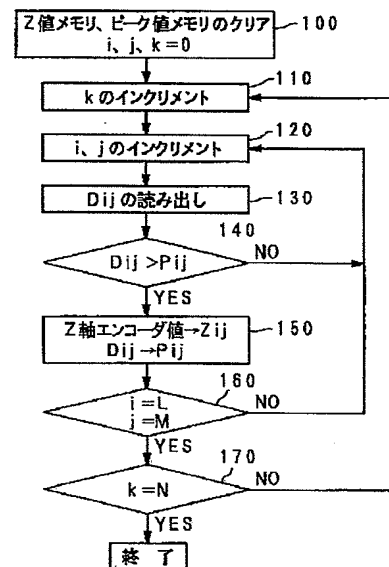 Z値メモリ、ピーク値メモリのクリア
i、j、k=0
100
kのインクリメント
110
i、jのインクリメント
120
Dijの読み出し
130
140
Dij>Pij
NO
YES
Z軸エンコーダ値→Zij
Dij→Pij
150
160
i=L
j=M
NO
YES
170
k=N
NO
YES
終了